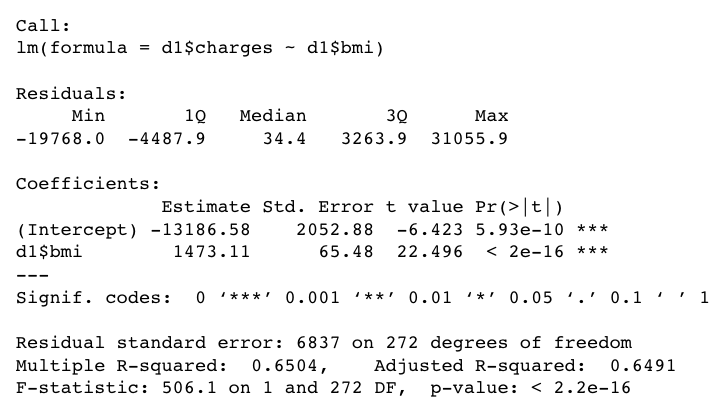 Call:
lm(formula = d1$charges ~ d1$bmi)
Residuals:
Min 1Q Median 3Q Max
-19768.0 -4487.9 34.4 3263.9 31055.9
Coefficients:
Estimate Std. Error t value Pr(>|t|)
(Intercept) -13186.58 2052.88 -6.423 5.93e-10 ***
d1$bmi 1473.11 65.48 22.496 < 2e-16 ***
---
Signif. codes: 0 ‘***’ 0.001 ‘**’ 0.01 ‘*’ 0.05 ‘.’ 0.1 ‘ ’ 1
Residual standard error: 6837 on 272 degrees of freedom
Multiple R-squared: 0.6504, Adjusted R-squared: 0.6491
F-statistic: 506.1 on 1 and 272 DF, p-value: < 2.2e-16